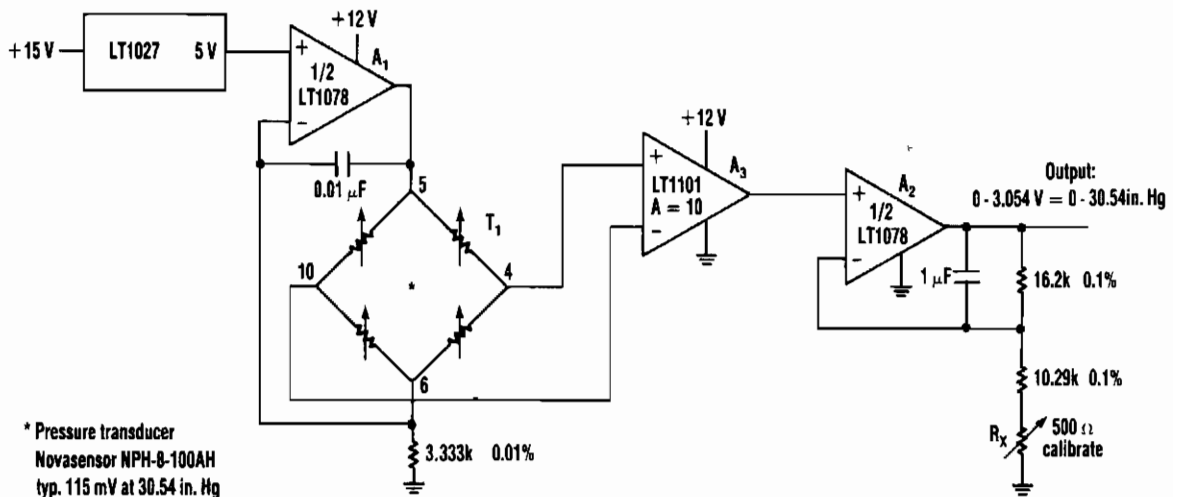 +12 V
+15 V
LT1027 5 V
+
1/2
LT1078
−
A₁
0.01 μF
5
T₁
10
4
*
6
3.333k 0.01%
+12 V
+
LT1101
A = 10
−
A₃
+
1/2
LT1078
−
A₂
1 μF
Output:
0 - 3.054 V = 0 - 30.54in. Hg
16.2k 0.1%
10.29k 0.1%
Rₓ
500 Ω
calibrate
* Pressure transducer
Novasensor NPH-8-100AH
typ. 115 mV at 30.54 in. Hg